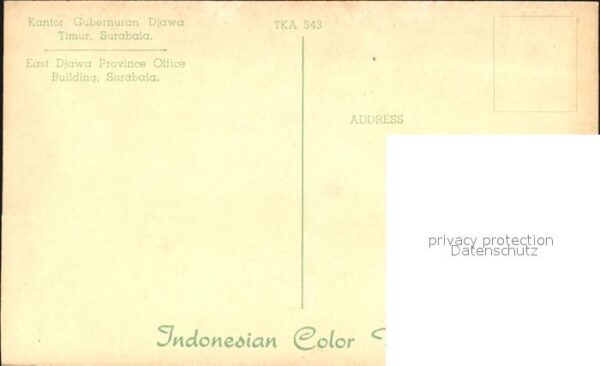 Kantor Gubernuran Djawa
Timur, Surabaia.
East Djawa Province Office
Building, Surabaia.
TKA 543
ADDRESS
privacy protection
Datenschutz
Indonesian Color